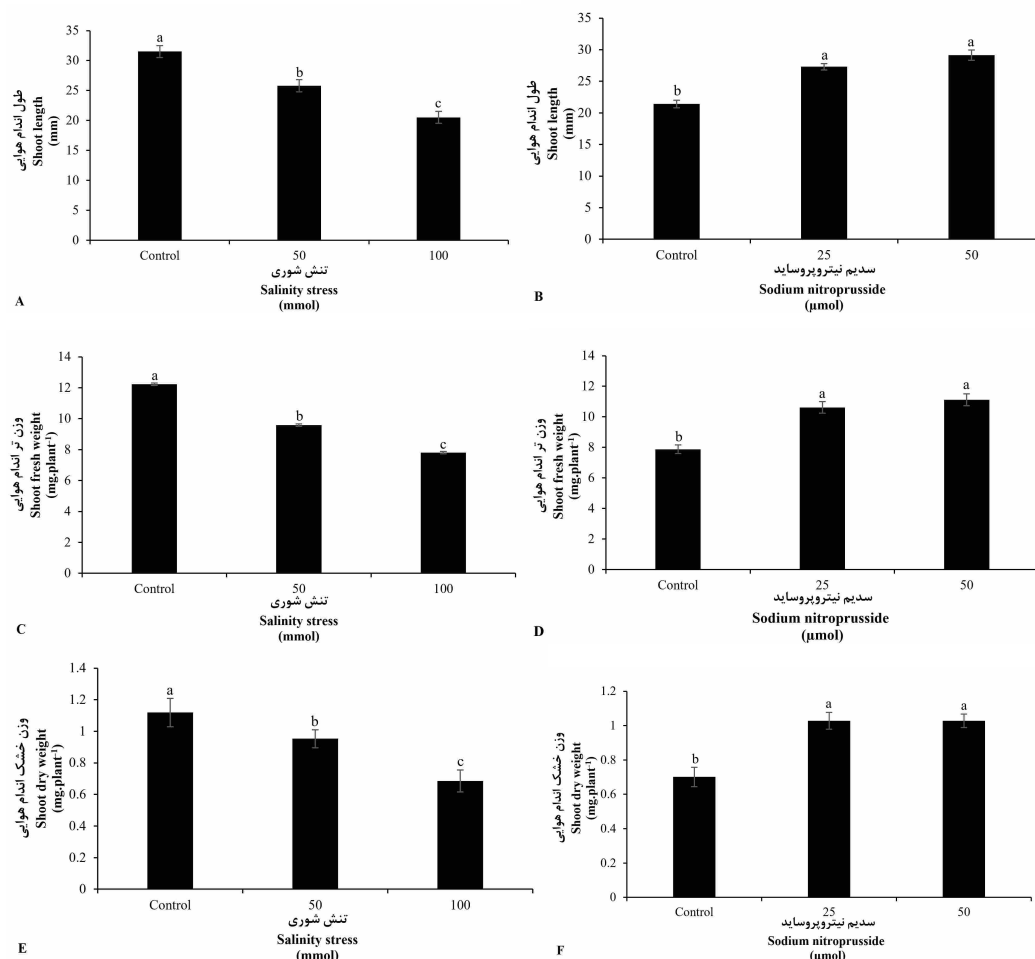 طول اندام هوایی
Shoot length
(mm)
35
30
25
20
15
10
5
0
a
b
c
Control
50
100
تنش شوری
Salinity stress
(mmol)
A
طول اندام هوایی
Shoot length
(mm)
35
30
25
20
15
10
5
0
b
a
a
Control
25
50
سدیم نیتروپروساید
Sodium nitroprusside
(µmol)
B
وزن تر اندام هوایی
Shoot fresh weight
(mg.plant⁻¹)
14
12
10
8
6
4
2
0
a
b
c
Control
50
100
تنش شوری
Salinity stress
(mmol)
C
وزن تر اندام هوایی
Shoot fresh weight
(mg.plant⁻¹)
14
12
10
8
6
4
2
0
b
a
a
Control
25
50
سدیم نیتروپروساید
Sodium nitroprusside
(µmol)
D
وزن خشک اندام هوایی
Shoot dry weight
(mg.plant⁻¹)
1.4
1.2
1
0.8
0.6
0.4
0.2
0
a
b
c
Control
50
100
تنش شوری
Salinity stress
(mmol)
E
وزن خشک اندام هوایی
Shoot dry weight
(mg.plant⁻¹)
1.2
1
0.8
0.6
0.4
0.2
0
b
a
a
Control
25
50
سدیم نیتروپروساید
Sodium nitroprusside
(µmol)
F